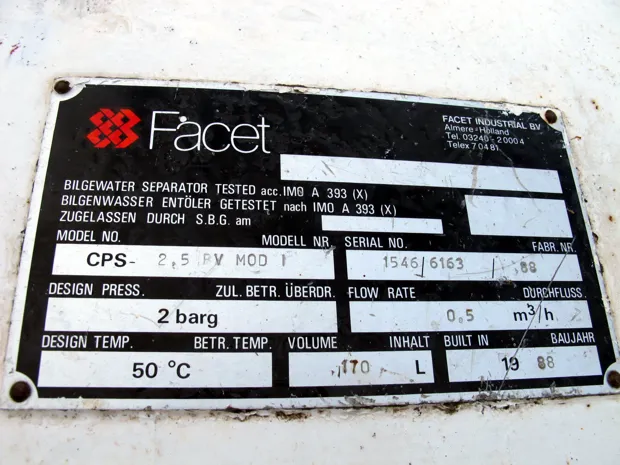 Facet
FACET INDUSTRIAL BV
Almere-Holland
Tel. 03240-20004
Telex 70481
BILGEWATER SEPARATOR TESTED acc. IMO A 393 (X)
BILGENWASSER ENTÖLER GETESTET nach IMO A 393 (X)
ZUGELASSEN DURCH S.B.G. am
MODEL NO. MODELL NR. SERIAL NO. FABR. NR.
CPS- 2,5 PV MOD I 1546/6163 / 88
DESIGN PRESS. ZUL. BETR. ÜBERDR. FLOW RATE DURCHFLUSS.
2 barg 0,5 m³/h
DESIGN TEMP. BETR. TEMP. VOLUME INHALT BUILT IN BAUJAHR
50 °C 170 L 19 88